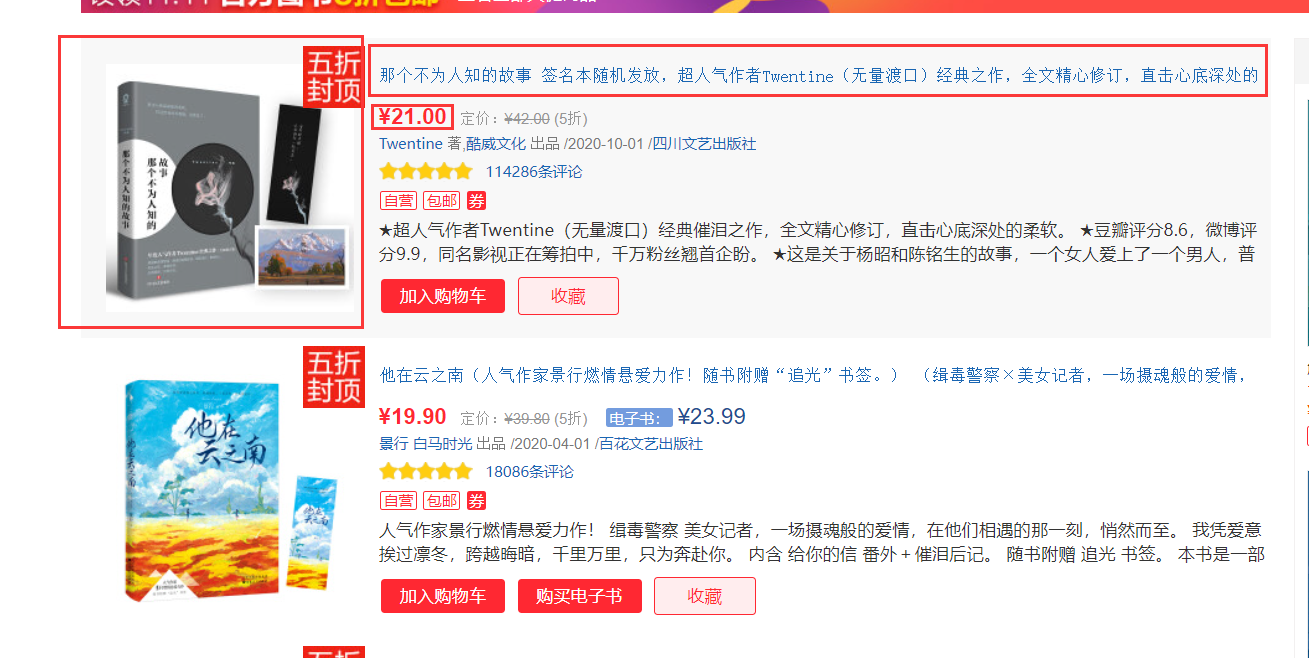 五折
封顶
那个不为人知的故事 签名本随机发放，超人气作者Twentine（无量渡口）经典之作，全文精心修订，直击心底深处的
¥21.00 定价：¥42.00 (5折)
Twentine 著,酷威文化 出品 /2020-10-01 /四川文艺出版社
114286条评论
自营 包邮 券
★超人气作者Twentine（无量渡口）经典催泪之作，全文精心修订，直击心底深处的柔软。 ★豆瓣评分8.6，微博评
分9.9，同名影视正在筹拍中，千万粉丝翘首企盼。 ★这是关于杨昭和陈铭生的故事，一个女人爱上了一个男人，普
加入购物车 收藏
故事
那个不为人知的
那个不为人知的故事
五折
封顶
他在云之南（人气作家景行燃情悬爱力作！随书附赠“追光”书签。） （缉毒警察×美女记者，一场摄魂般的爱情，
¥19.90 定价：¥39.80 (5折) 电子书： ¥23.99
景行 白马时光 出品 /2020-04-01 /百花文艺出版社
18086条评论
自营 包邮 券
人气作家景行燃情悬爱力作！ 缉毒警察 美女记者，一场摄魂般的爱情，在他们相遇的那一刻，悄然而至。 我凭爱意
挨过凛冬，跨越晦暗，千里万里，只为奔赴你。 内含 给你的信 番外＋催泪后记。 随书附赠 追光 书签。 本书是一部
加入购物车 购买电子书 收藏
他在
云之南
他在云之南
五折